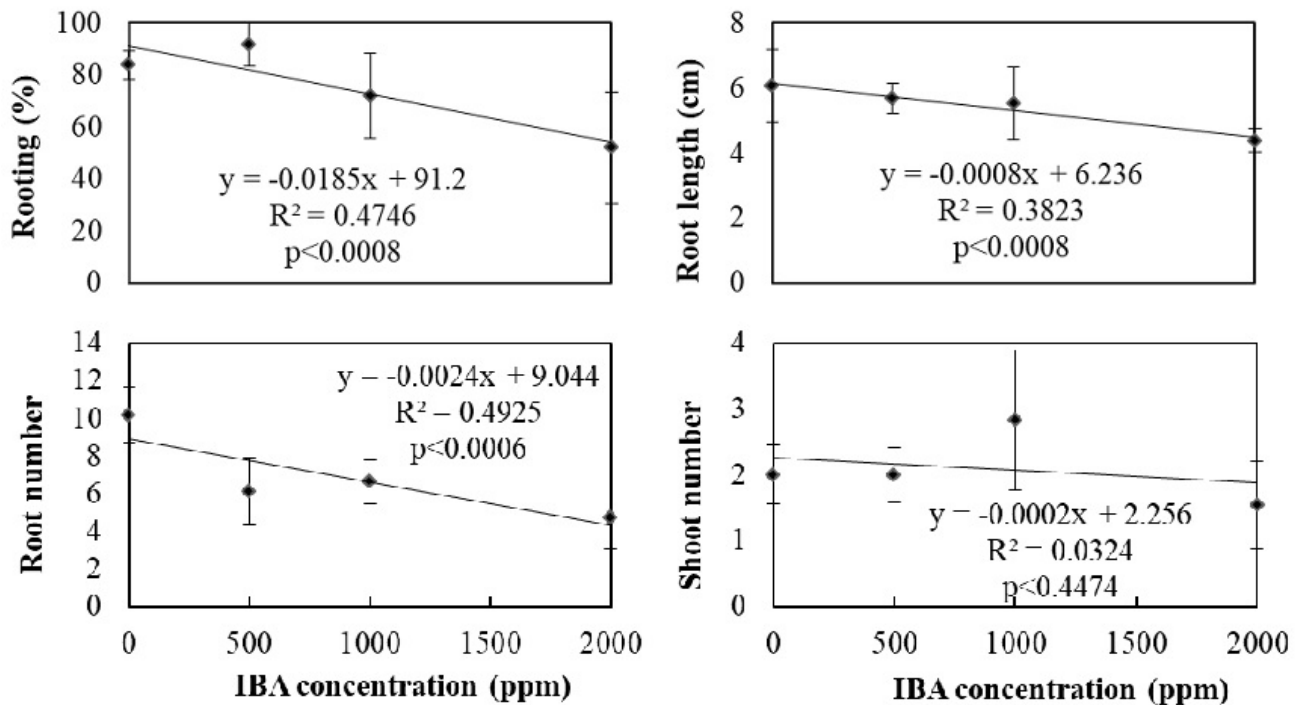 Rooting (%)
100
80
60
40
20
0
y = -0.0185x + 91.2
R² = 0.4746
p<0.0008
Root length (cm)
8
6
4
2
0
y = -0.0008x + 6.236
R² = 0.3823
p<0.0008
Root number
14
12
10
8
6
4
2
0
y = -0.0024x + 9.044
R² = 0.4925
p<0.0006
0 500 1000 1500 2000
IBA concentration (ppm)
Shoot number
4
3
2
1
0
y = -0.0002x + 2.256
R² = 0.0324
p<0.4474
0 500 1000 1500 2000
IBA concentration (ppm)